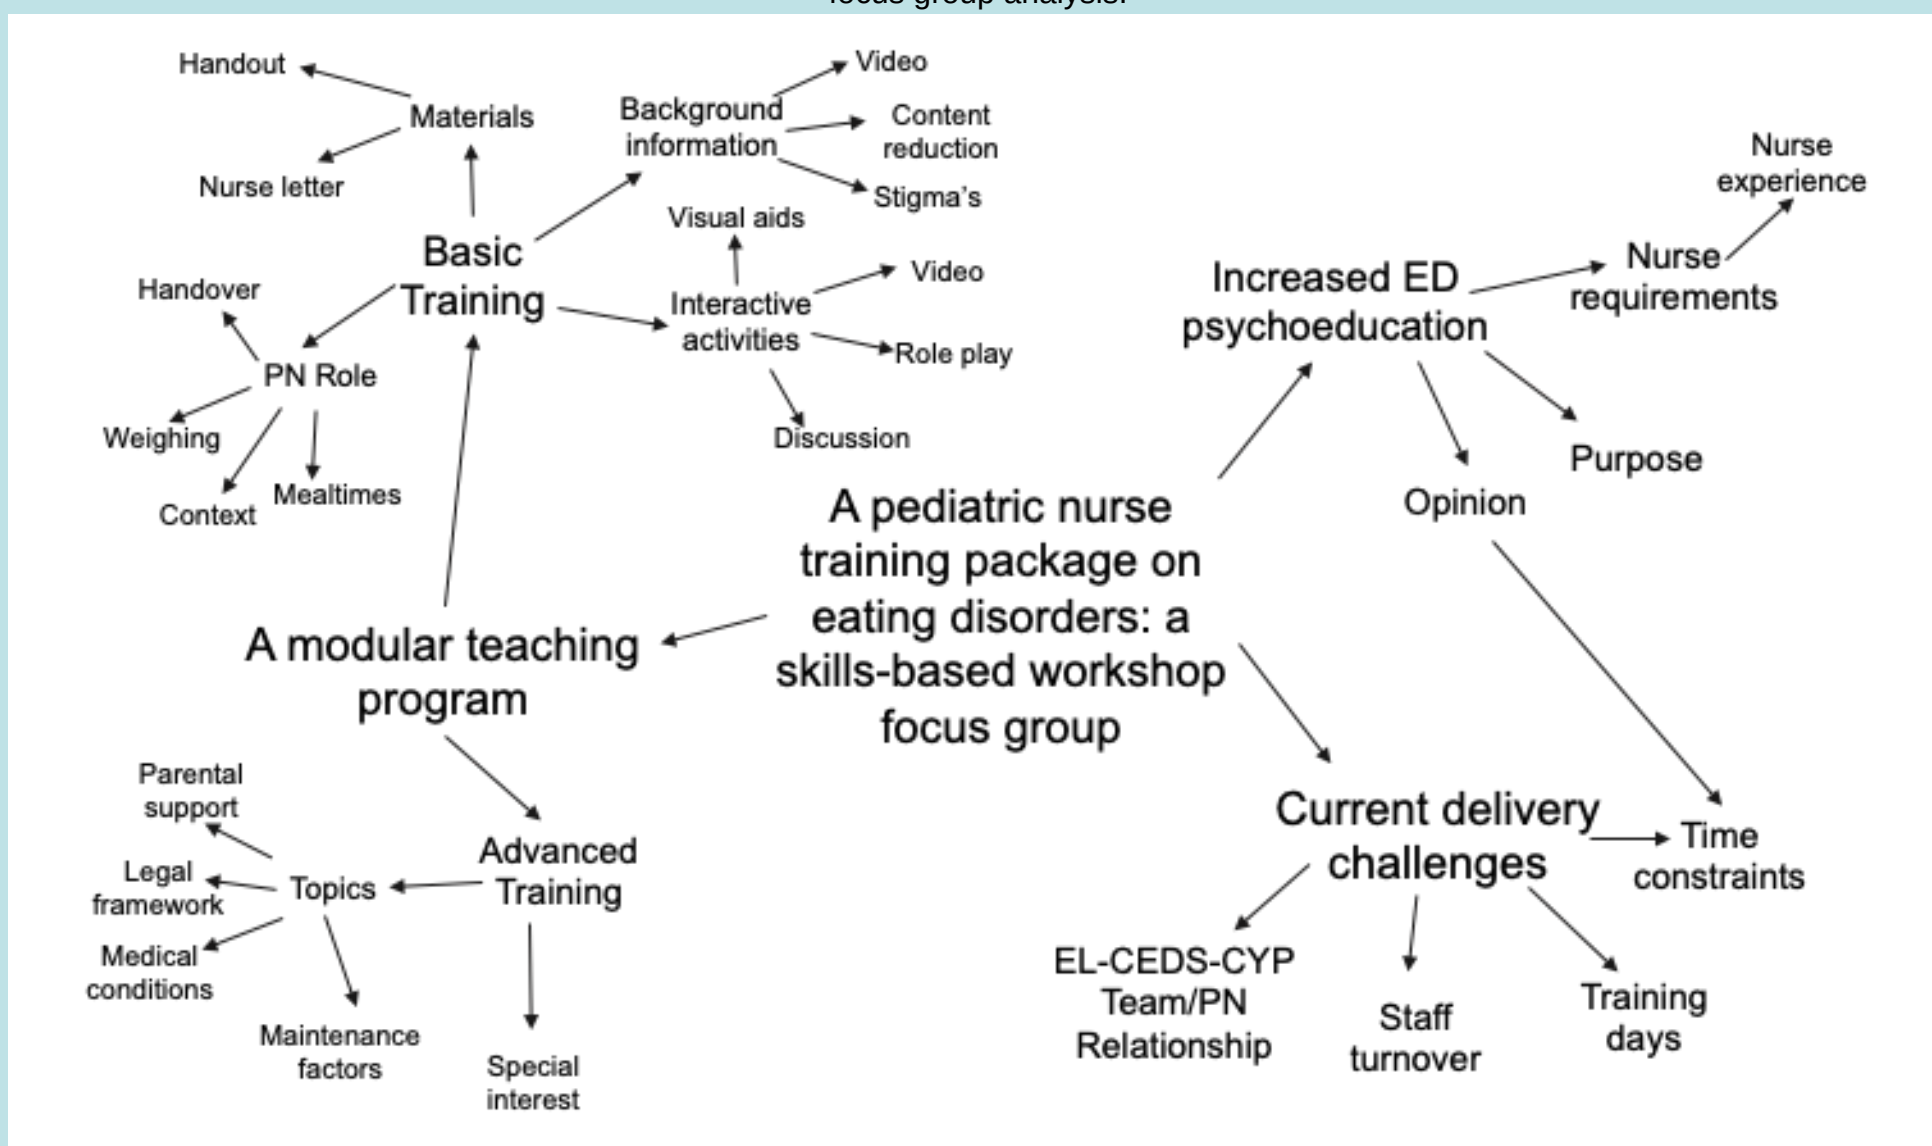 focus group analysis.
Handout
Materials
Nurse letter
Background
information
Video
Content
reduction
Stigma's
Basic
Training
Visual aids
Interactive
activities
Video
Role play
Discussion
Handover
PN Role
Weighing
Context
Mealtimes
A modular teaching
program
A pediatric nurse
training package on
eating disorders: a
skills-based workshop
focus group
Increased ED
psychoeducation
Nurse
requirements
Nurse
experience
Purpose
Opinion
Parental
support
Legal
framework
Topics
Medical
conditions
Maintenance
factors
Advanced
Training
Special
interest
Current delivery
challenges
Time
constraints
EL-CEDS-CYP
Team/PN
Relationship
Staff
turnover
Training
days